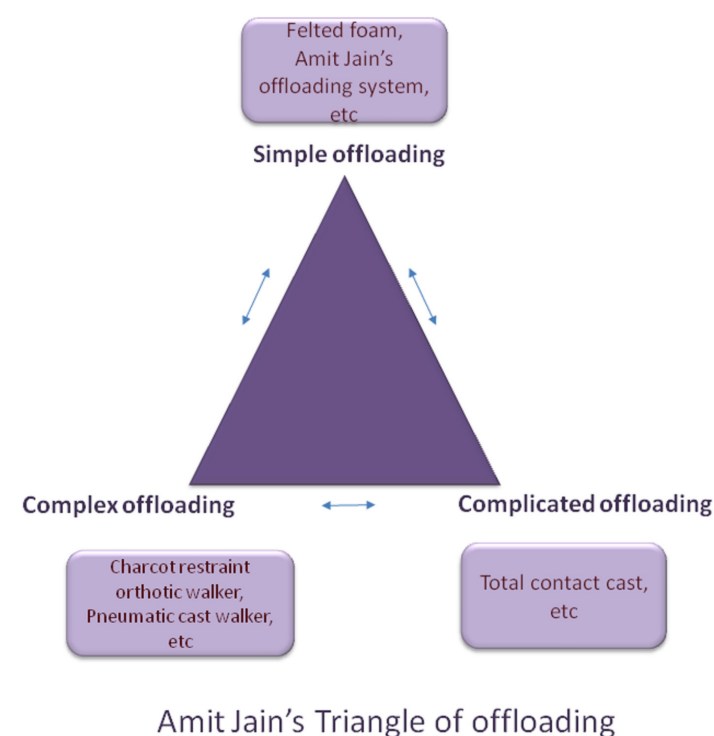 Felted foam,
Amit Jain’s
offloading system,
etc
Simple offloading
Complex offloading
Complicated offloading
Charcot restraint
orthotic walker,
Pneumatic cast walker,
etc
Total contact cast,
etc
Amit Jain’s Triangle of offloading